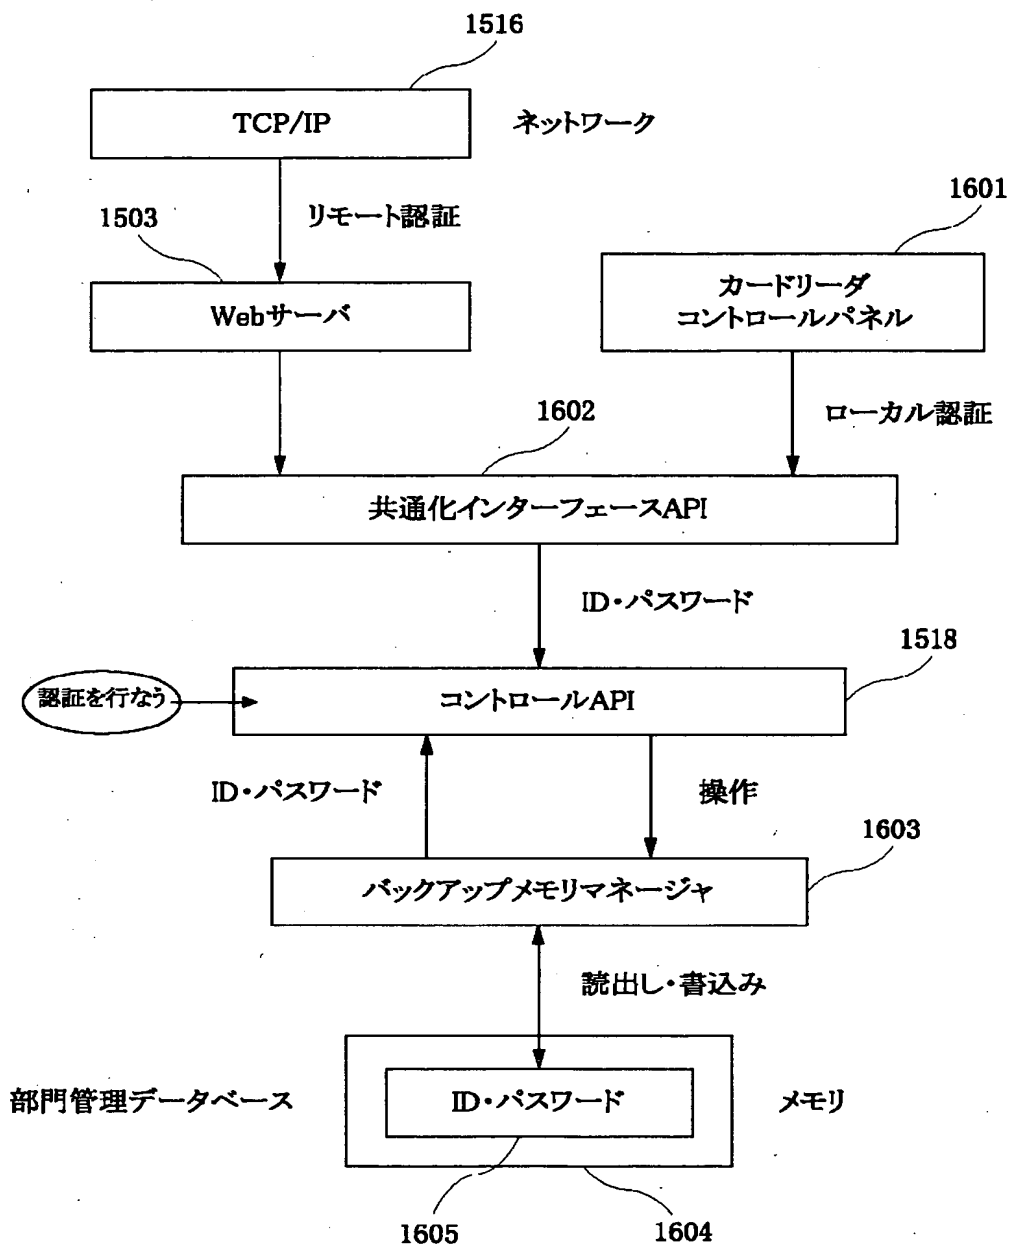 1516
TCP/IP
ネットワーク
リモート認証
1503
1601
Webサーバ
カードリーダ
コントロールパネル
ローカル認証
1602
共通化インターフェースAPI
ID・パスワード
1518
認証を行なう
コントロールAPI
ID・パスワード
操作
1603
バックアップメモリマネージャ
読出し・書込み
部門管理データベース
ID・パスワード
メモリ
1605
1604